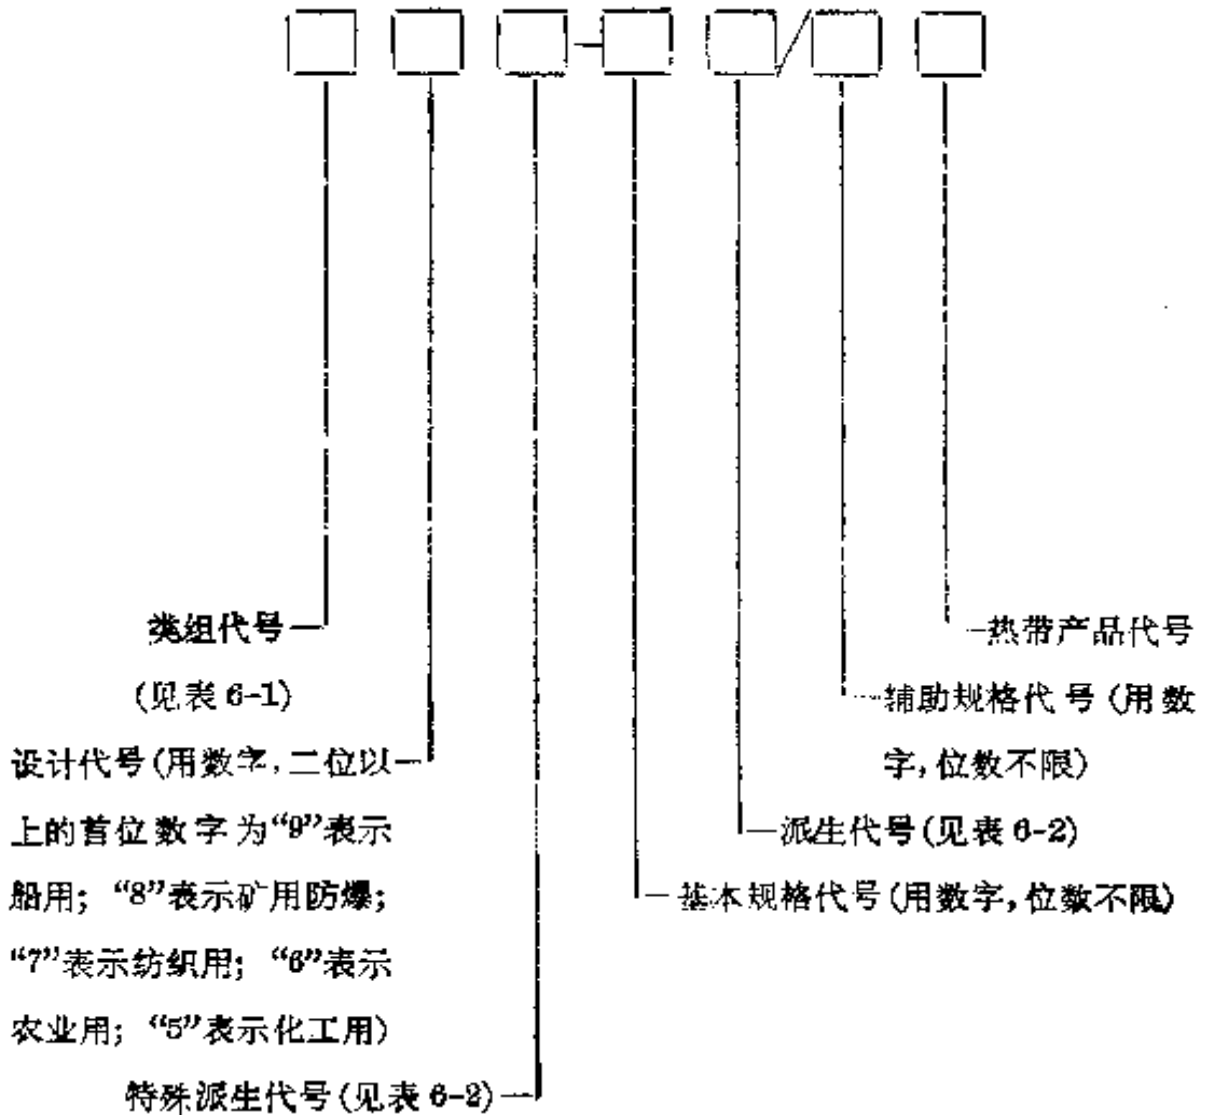 类组代号
(见表 6-1)
设计代号(用数字,二位以
上的首位数字为“9”表示
船用;“8”表示矿用防爆;
“7”表示纺织用;“6”表示
农业用;“5”表示化工用)
特殊派生代号(见表 6-2)
基本规格代号(用数字,位数不限)
派生代号(见表 6-2)
辅助规格代号(用数
字,位数不限)
热带产品代号